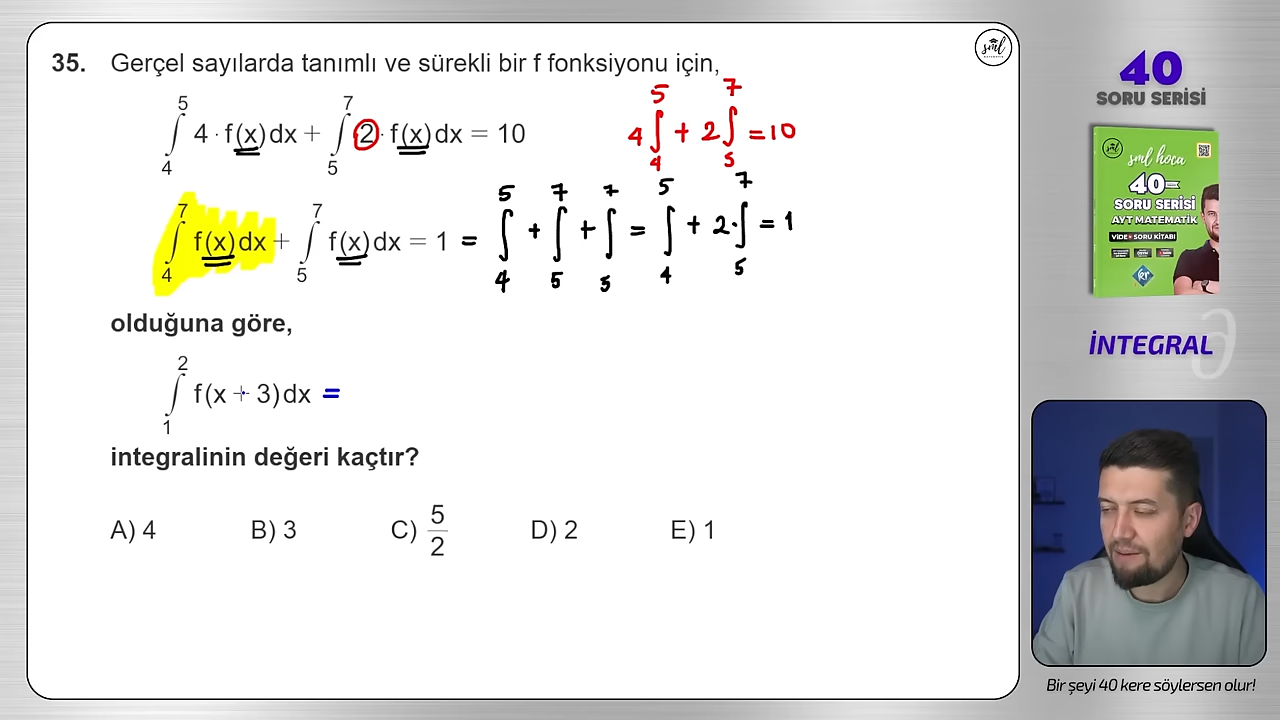 35. Gerçel sayılarda tanımlı ve sürekli bir f fonksiyonu için,
∫₄⁵ 4 · f(x) dx + ∫₅⁷ 2 · f(x) dx = 10
4 ∫₄⁵ + 2 ∫₅⁷ = 10
∫₄⁷ f(x) dx + ∫₅⁷ f(x) dx = 1 = ∫₄⁵ + ∫₅⁷ + ∫₅⁷ = ∫₄⁵ + 2· ∫₅⁷ = 1
olduğuna göre,
∫₁² f(x + 3) dx =
integralinin değeri kaçtır?
A) 4 B) 3 C) 5/2 D) 2 E) 1
sml
40
SORU SERİSİ
sml hoca
40
SORU SERİSİ
AYT MATEMATİK
VİDEO SORU KİTABI
İNTEGRAL
Bir şeyi 40 kere söylersen olur!